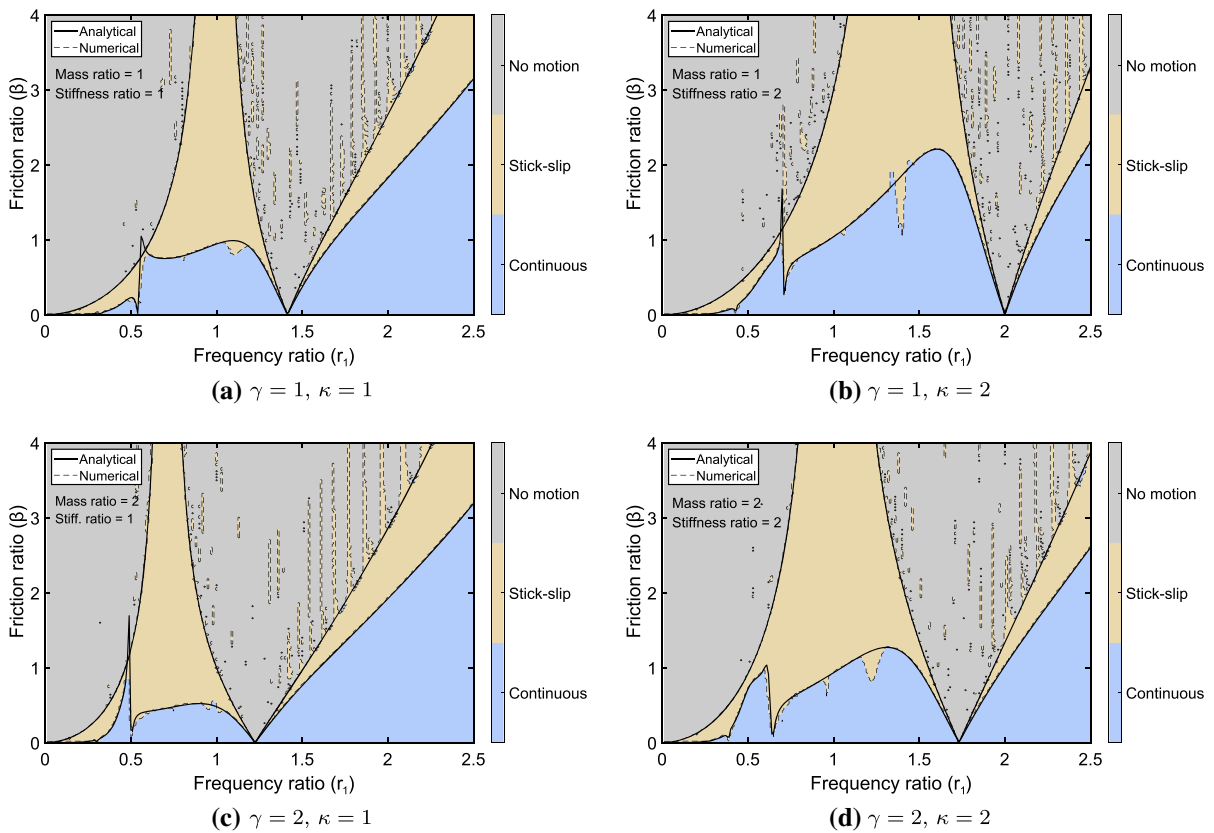 Analytical
Numerical
Mass ratio = 1
Stiffness ratio = 1
Friction ratio (β)
4
3
2
1
0
0 0.5 1 1.5 2 2.5
Frequency ratio (r₁)
No motion
Stick-slip
Continuous
(a) γ = 1, κ = 1
Analytical
Numerical
Mass ratio = 1
Stiffness ratio = 2
Friction ratio (β)
4
3
2
1
0
0 0.5 1 1.5 2 2.5
Frequency ratio (r₁)
No motion
Stick-slip
Continuous
(b) γ = 1, κ = 2
Analytical
Numerical
Mass ratio = 2
Stiff. ratio = 1
Friction ratio (β)
4
3
2
1
0
0 0.5 1 1.5 2 2.5
Frequency ratio (r₁)
No motion
Stick-slip
Continuous
(c) γ = 2, κ = 1
Analytical
Numerical
Mass ratio = 2
Stiffness ratio = 2
Friction ratio (β)
4
3
2
1
0
0 0.5 1 1.5 2 2.5
Frequency ratio (r₁)
No motion
Stick-slip
Continuous
(d) γ = 2, κ = 2